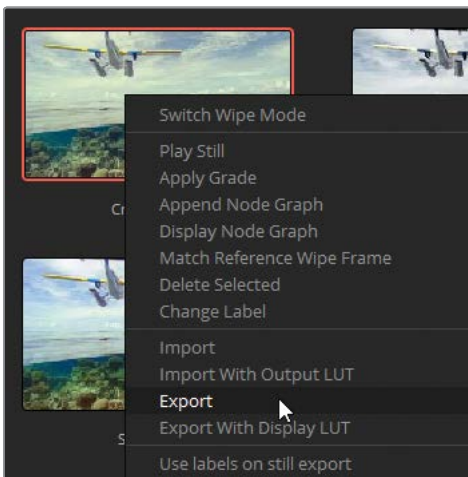 Switch Wipe Mode
Play Still
Apply Grade
Append Node Graph
Display Node Graph
Match Reference Wipe Frame
Delete Selected
Change Label
Import
Import With Output LUT
Export
Export With Display LUT
Use labels on still export